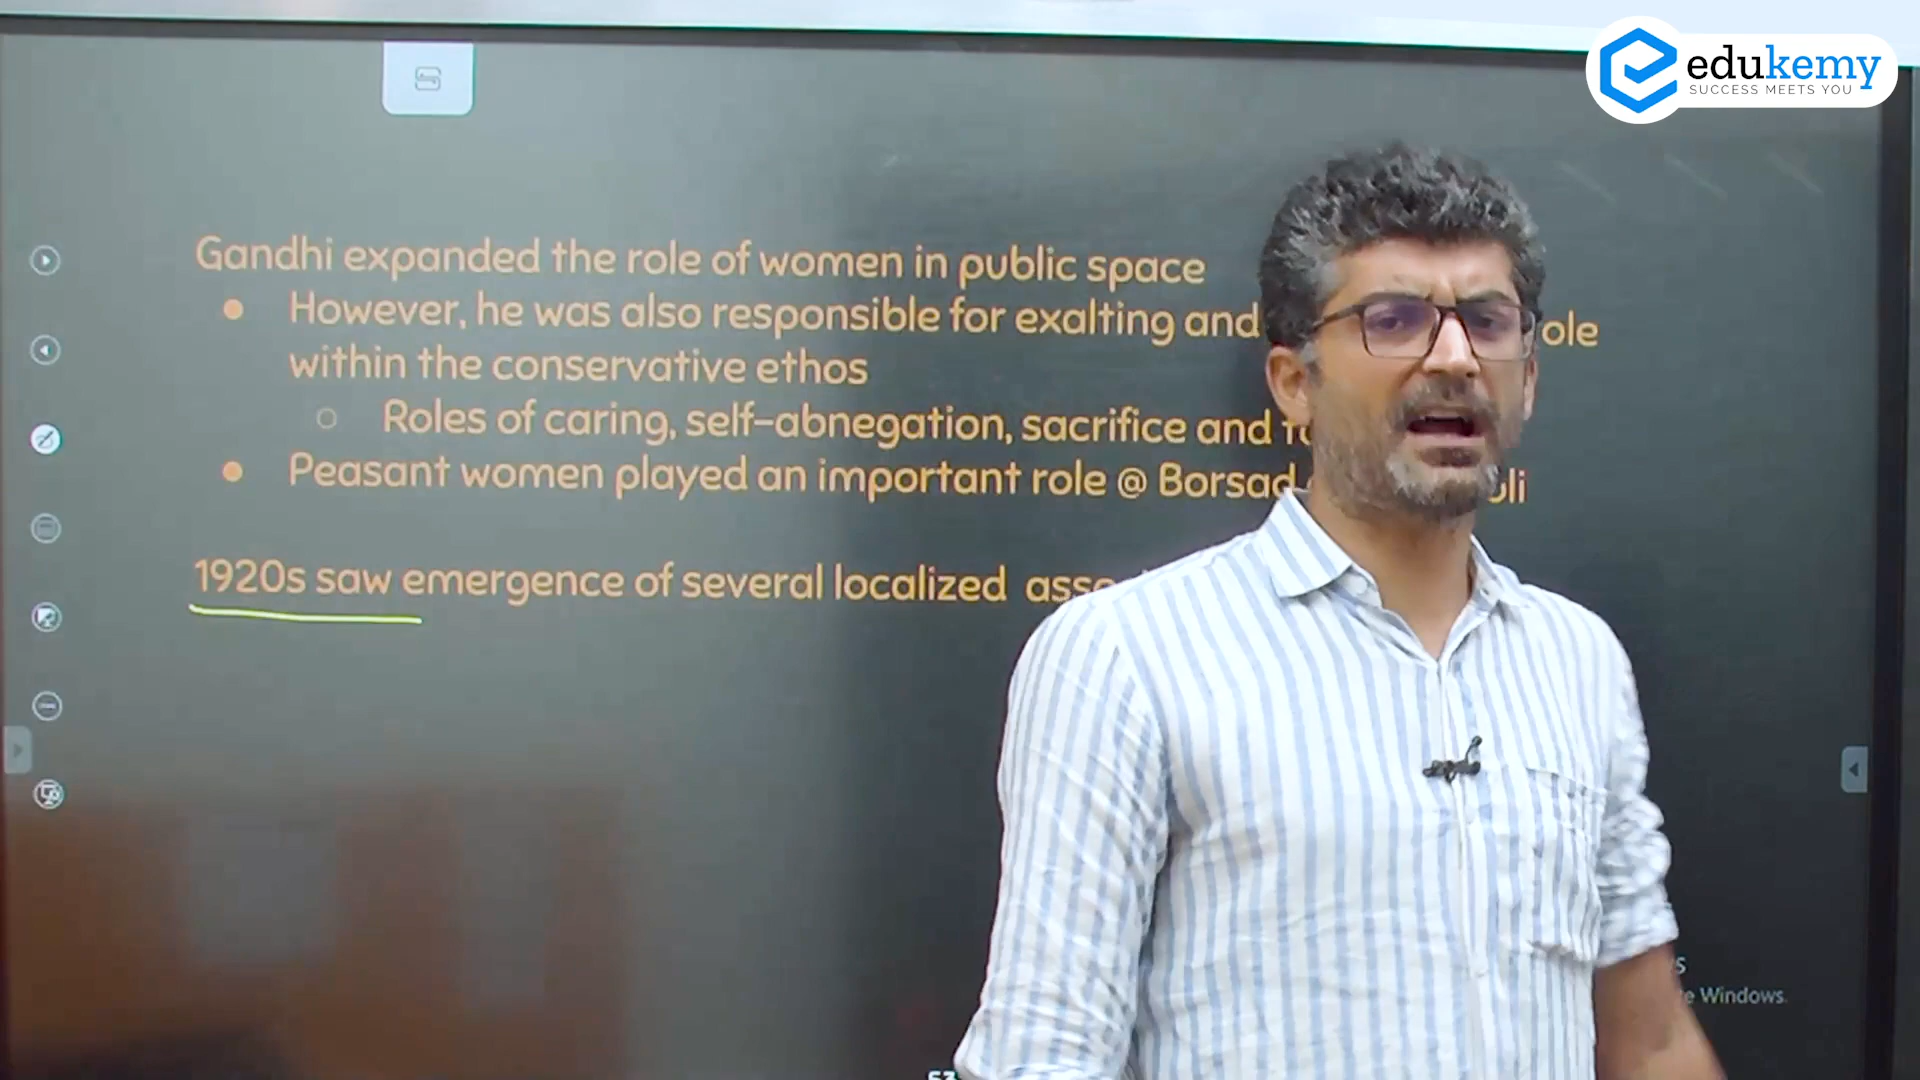 edukemy
SUCCESS MEETS YOU
Gandhi expanded the role of women in public space
However, he was also responsible for exalting and ole
within the conservative ethos
Roles of caring, self-abnegation, sacrifice and
Peasant women played an important role @ Borsad
1920s saw emergence of several localized
Windows.